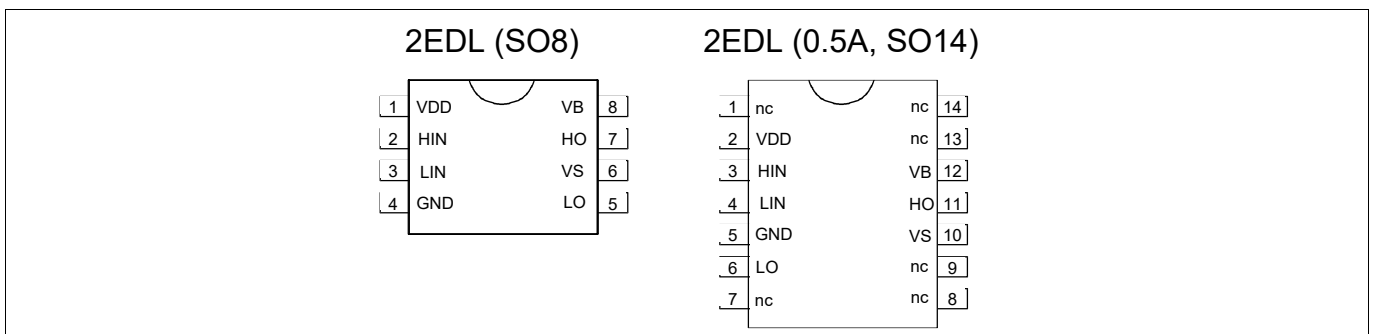 2EDL (SO8)
1 VDD VB 8
2 HIN HO 7
3 LIN VS 6
4 GND LO 5
2EDL (0.5A, SO14)
1 nc nc 14
2 VDD nc 13
3 HIN VB 12
4 LIN HO 11
5 GND VS 10
6 LO nc 9
7 nc nc 8